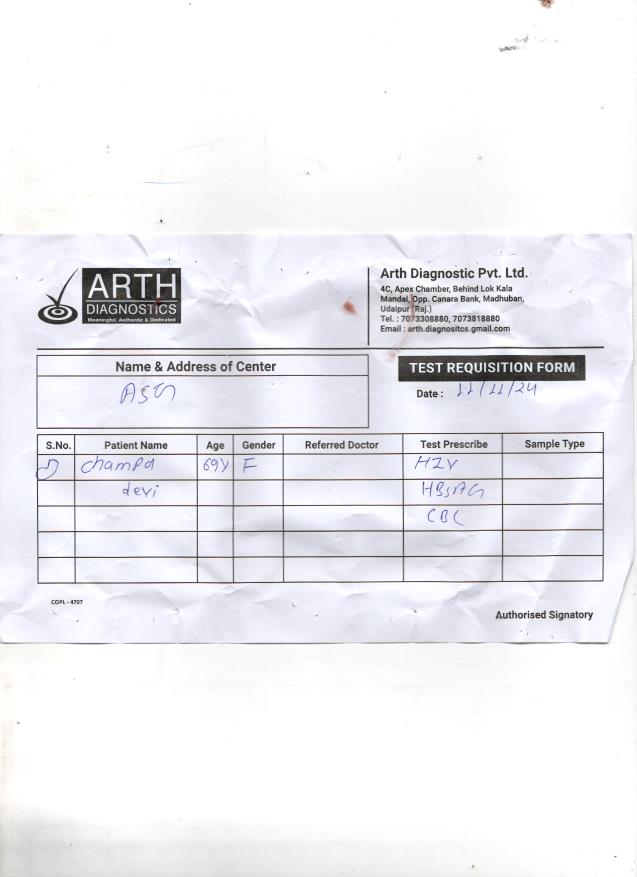 ARTH
DIAGNOSTICS
Meaningful, Authentic & Dedicated
Arth Diagnostic Pvt. Ltd.
4C, Apex Chamber, Behind Lok Kala
Mandal, Opp. Canara Bank, Madhuban,
Udaipur (Raj.)
Tel. : 7073308880, 7073818880
Email : arth.diagnositcs.gmail.com
Name & Address of Center
ASG
TEST REQUISITION FORM
Date : 11/11/24
S.No. Patient Name Age Gender Referred Doctor Test Prescribe Sample Type
1) Champa 69y F HIV
devi HBsAG
CBC
COPL - 4707
Authorised Signatory